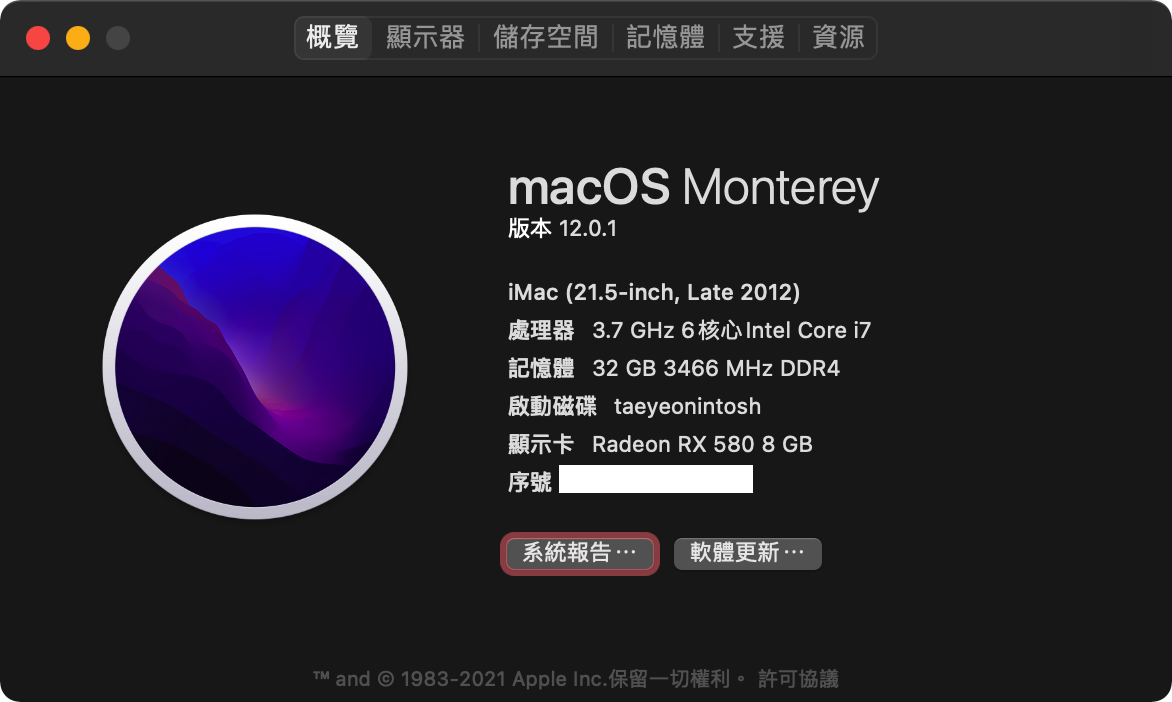 概覽 顯示器 儲存空間 記憶體 支援 資源
macOS Monterey
版本 12.0.1
iMac (21.5-inch, Late 2012)
處理器 3.7 GHz 6核心Intel Core i7
記憶體 32 GB 3466 MHz DDR4
啟動磁碟 taeyeonintosh
顯示卡 Radeon RX 580 8 GB
序號
系統報告⋯ 軟體更新⋯
™ and © 1983-2021 Apple Inc.保留一切權利。 許可協議